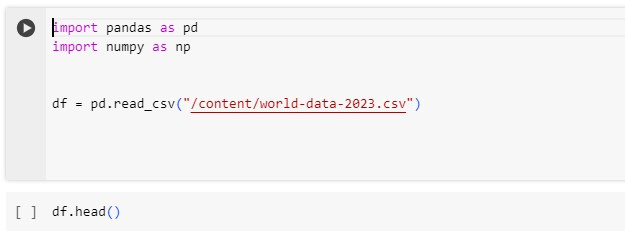 import pandas as pd
import numpy as np
df = pd.read_csv("/content/world-data-2023.csv")
[ ] df.head()